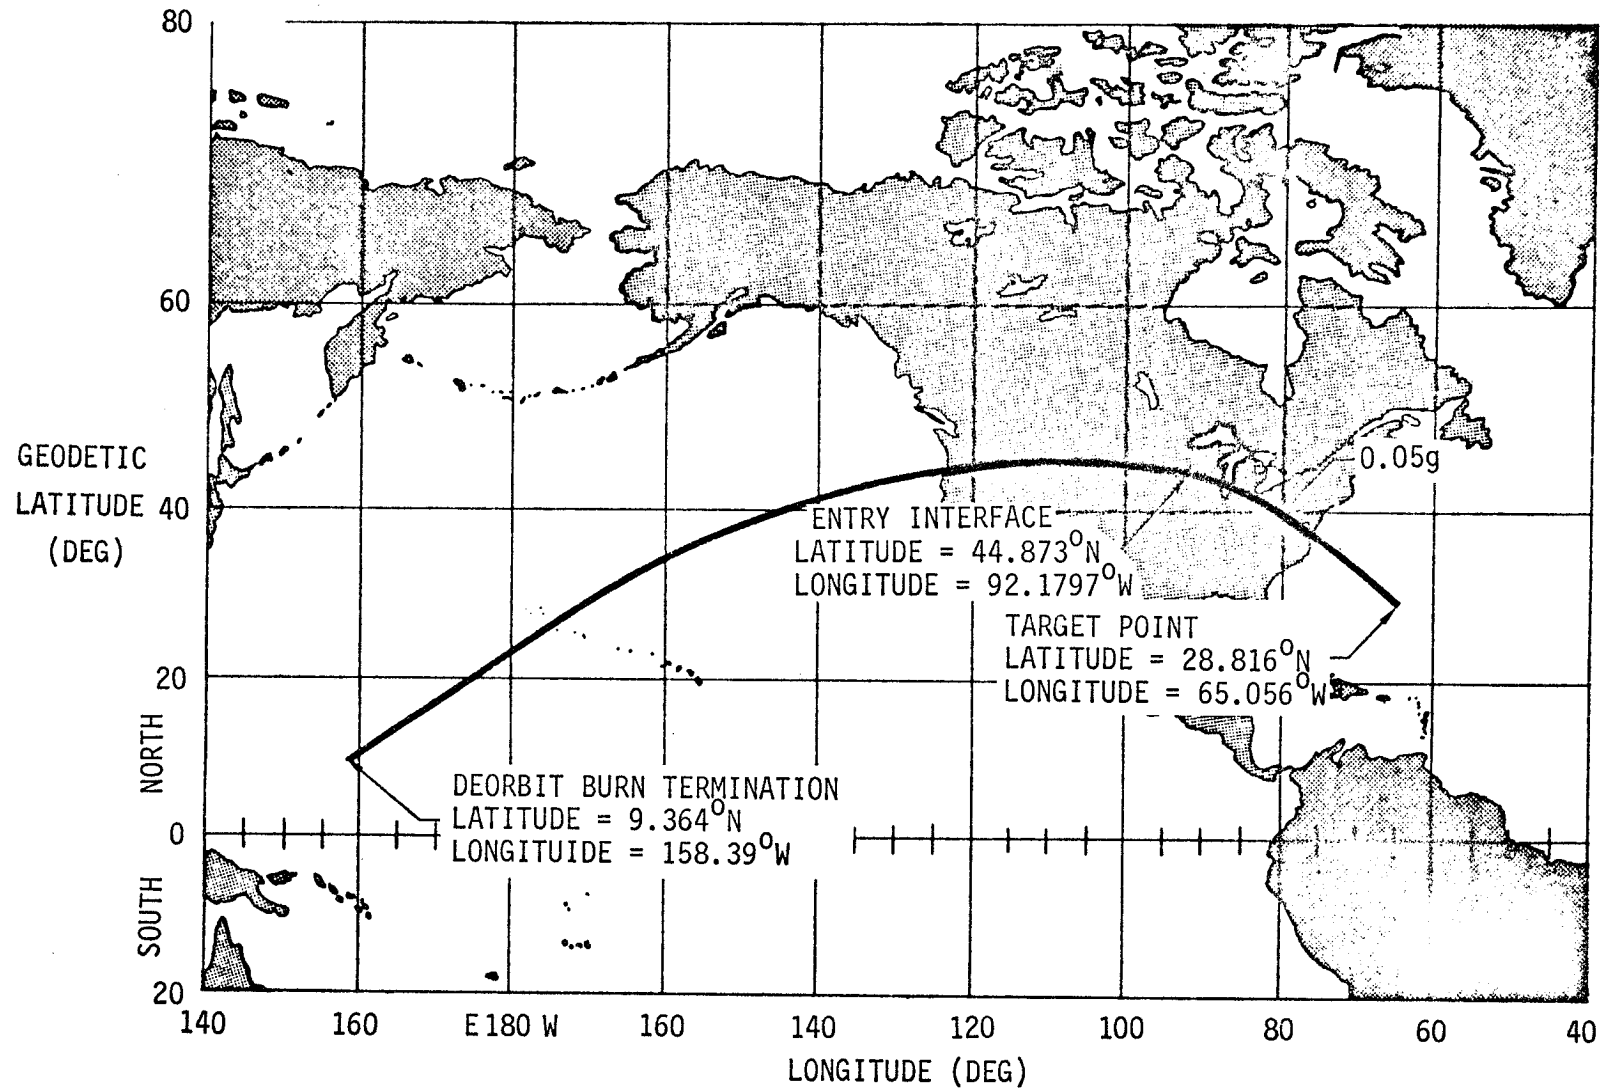 80
60
GEODETIC
LATITUDE
(DEG)
40
0.05g
ENTRY INTERFACE
LATITUDE = 44.873°N
LONGITUDE = 92.1797°W
TARGET POINT
LATITUDE = 28.816°N
LONGITUDE = 65.056°W
20
NORTH
DEORBIT BURN TERMINATION
LATITUDE = 9.364°N
LONGITUIDE = 158.39°W
0
SOUTH
20
140 160 E180 W 160 140 120 100 80 60 40
LONGITUDE (DEG)